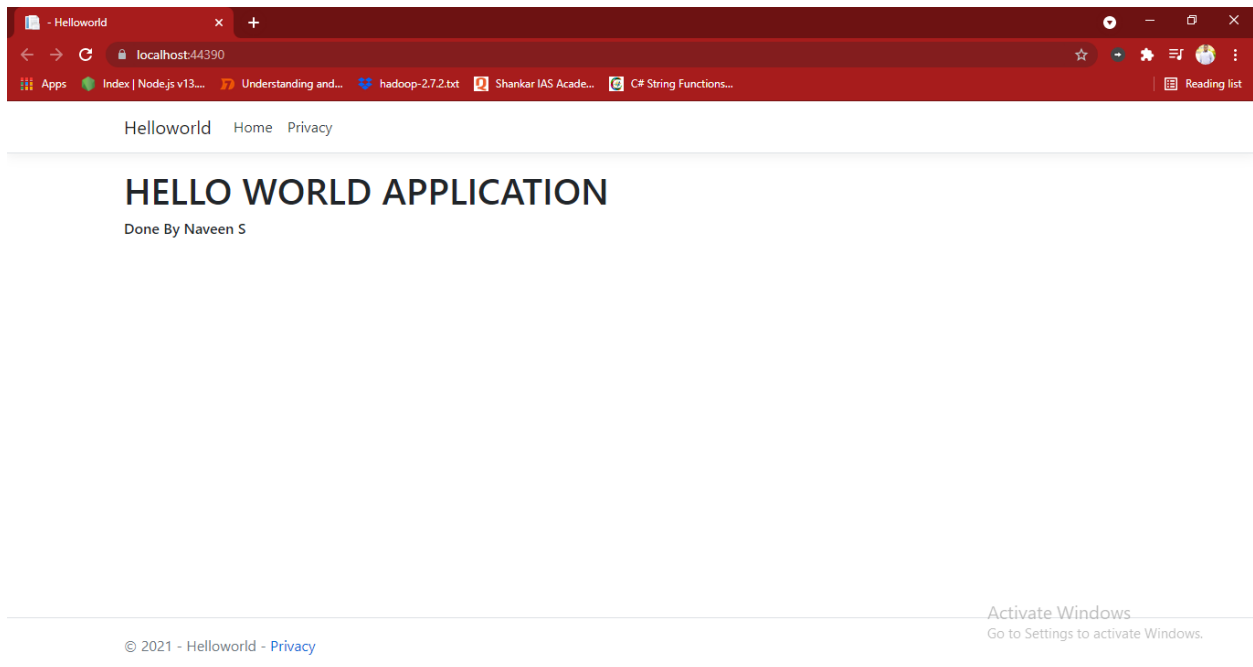 - Helloworld
localhost:44390
Apps Index | Node.js v13.... Understanding and... hadoop-2.7.2.txt Shankar IAS Acade... C# String Functions... Reading list
Helloworld Home Privacy
HELLO WORLD APPLICATION
Done By Naveen S
Activate Windows
Go to Settings to activate Windows.
© 2021 - Helloworld - Privacy